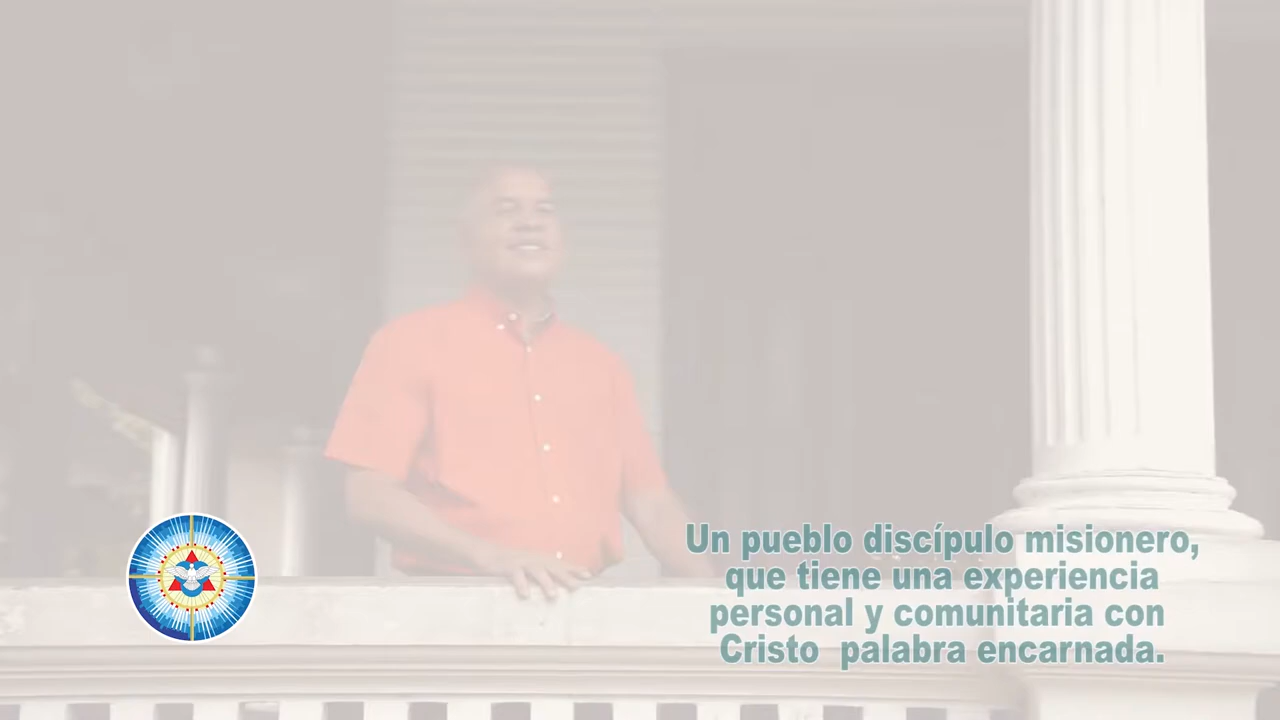 Un pueblo discípulo misionero,
que tiene una experiencia
personal y comunitaria con
Cristo  palabra encarnada.